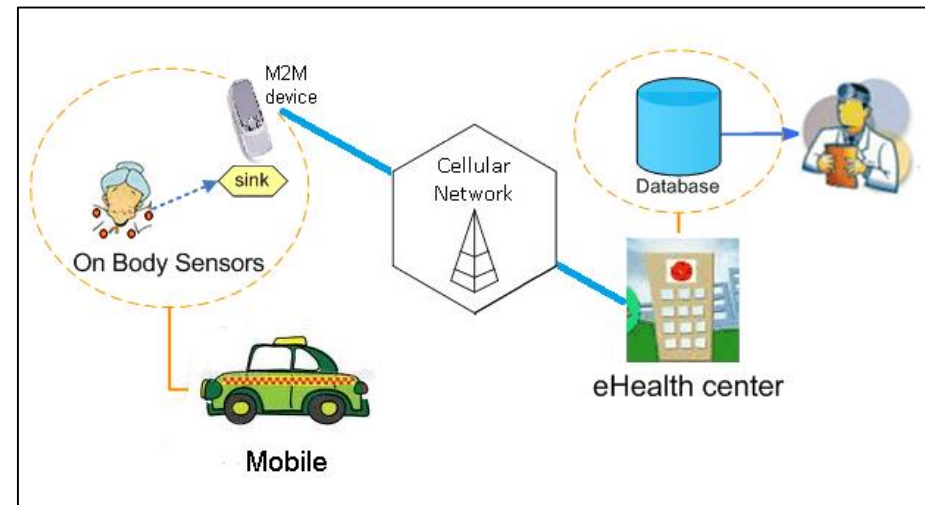 M2M
device
sink
On Body Sensors
Mobile
Cellular
Network
Database
eHealth center